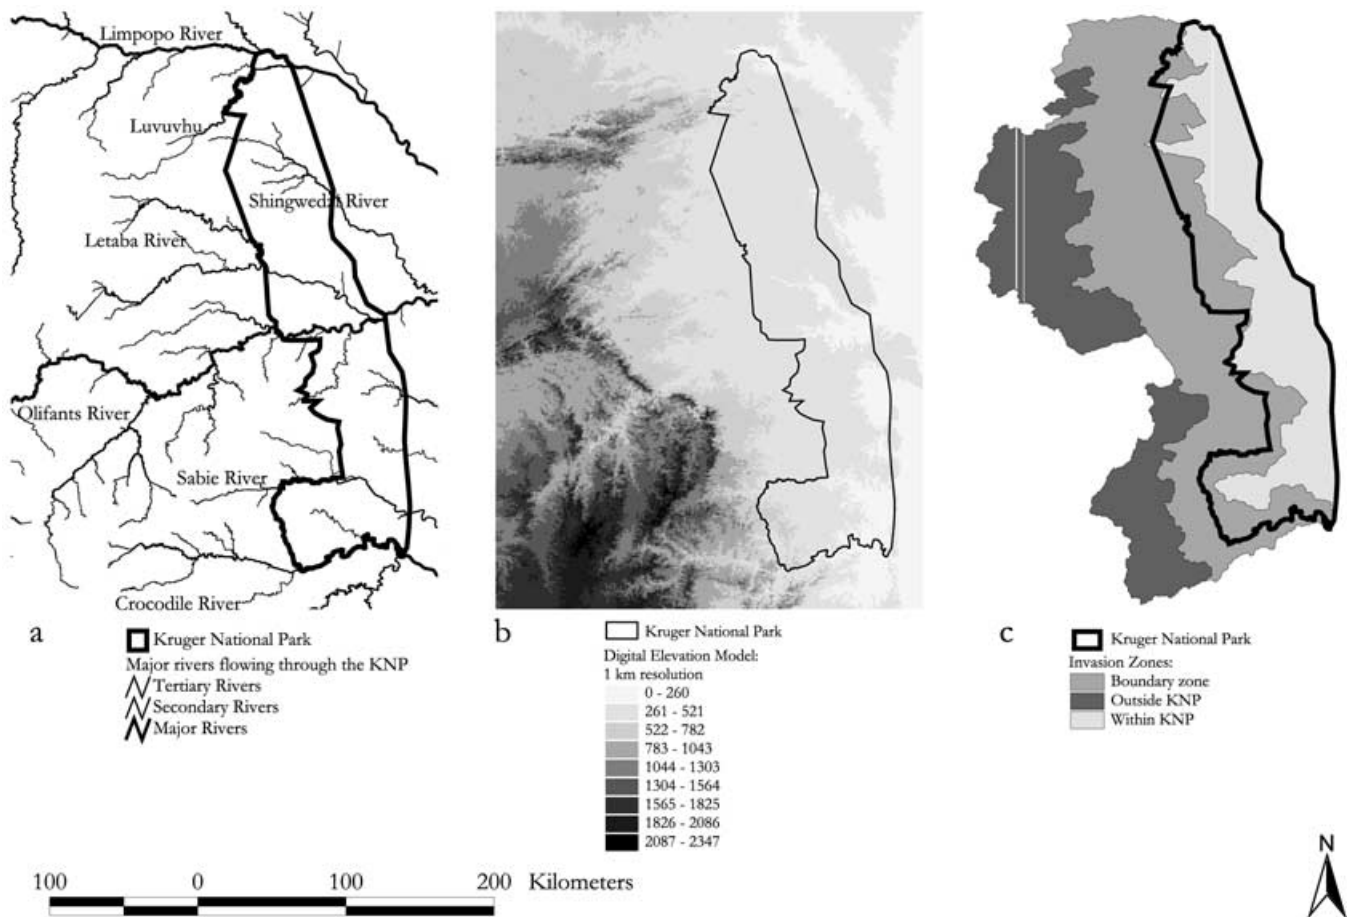 Limpopo River
Luvuvhu
Shingwedzi River
Letaba River
Olifants River
Sabie River
Crocodile River
a
Kruger National Park
Major rivers flowing through the KNP
Tertiary Rivers
Secondary Rivers
Major Rivers
b
Kruger National Park
Digital Elevation Model:
1 km resolution
0 - 260
261 - 521
522 - 782
783 - 1043
1044 - 1303
1304 - 1564
1565 - 1825
1826 - 2086
2087 - 2347
c
Kruger National Park
Invasion Zones:
Boundary zone
Outside KNP
Within KNP
100 0 100 200 Kilometers
N